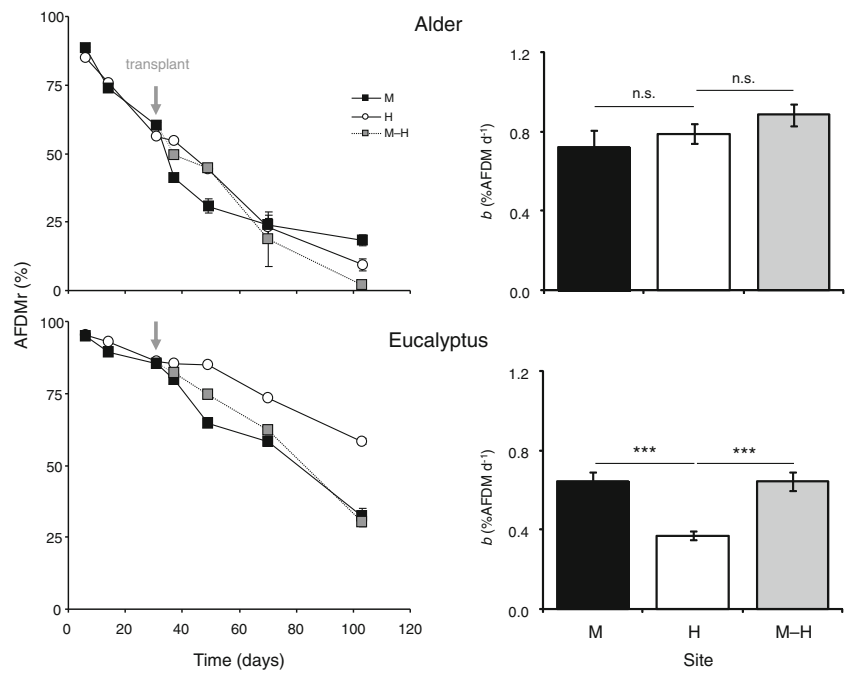 Alder
100
75
50
25
0
transplant
M
H
M–H
AFDMr (%)
1.2
0.8
0.4
0.0
b (%AFDM d-1)
n.s.
n.s.
Eucalyptus
100
75
50
25
0
0 20 40 60 80 100 120
Time (days)
1.2
0.8
0.4
0.0
b (%AFDM d-1)
***
***
M H M–H
Site